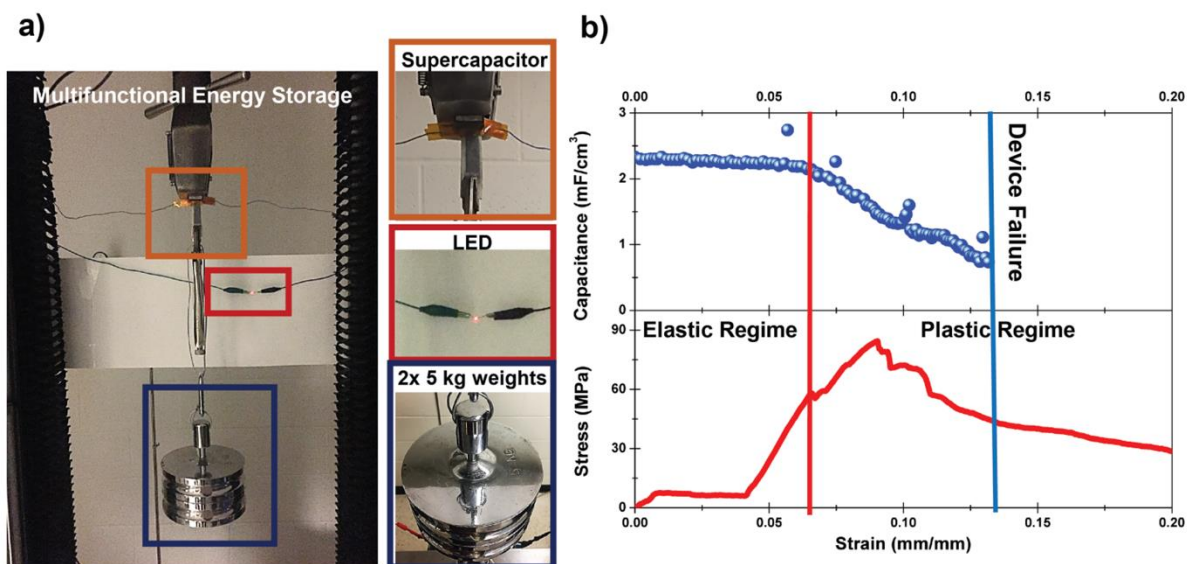 a)
Multifunctional Energy Storage
Supercapacitor
LED
2x 5 kg weights
b)
0.00 0.05 0.10 0.15 0.20
3
2
1
0
Capacitance (mF/cm³)
Device Failure
Elastic Regime
Plastic Regime
90
60
30
0
Stress (MPa)
0.00 0.05 0.10 0.15 0.20
Strain (mm/mm)